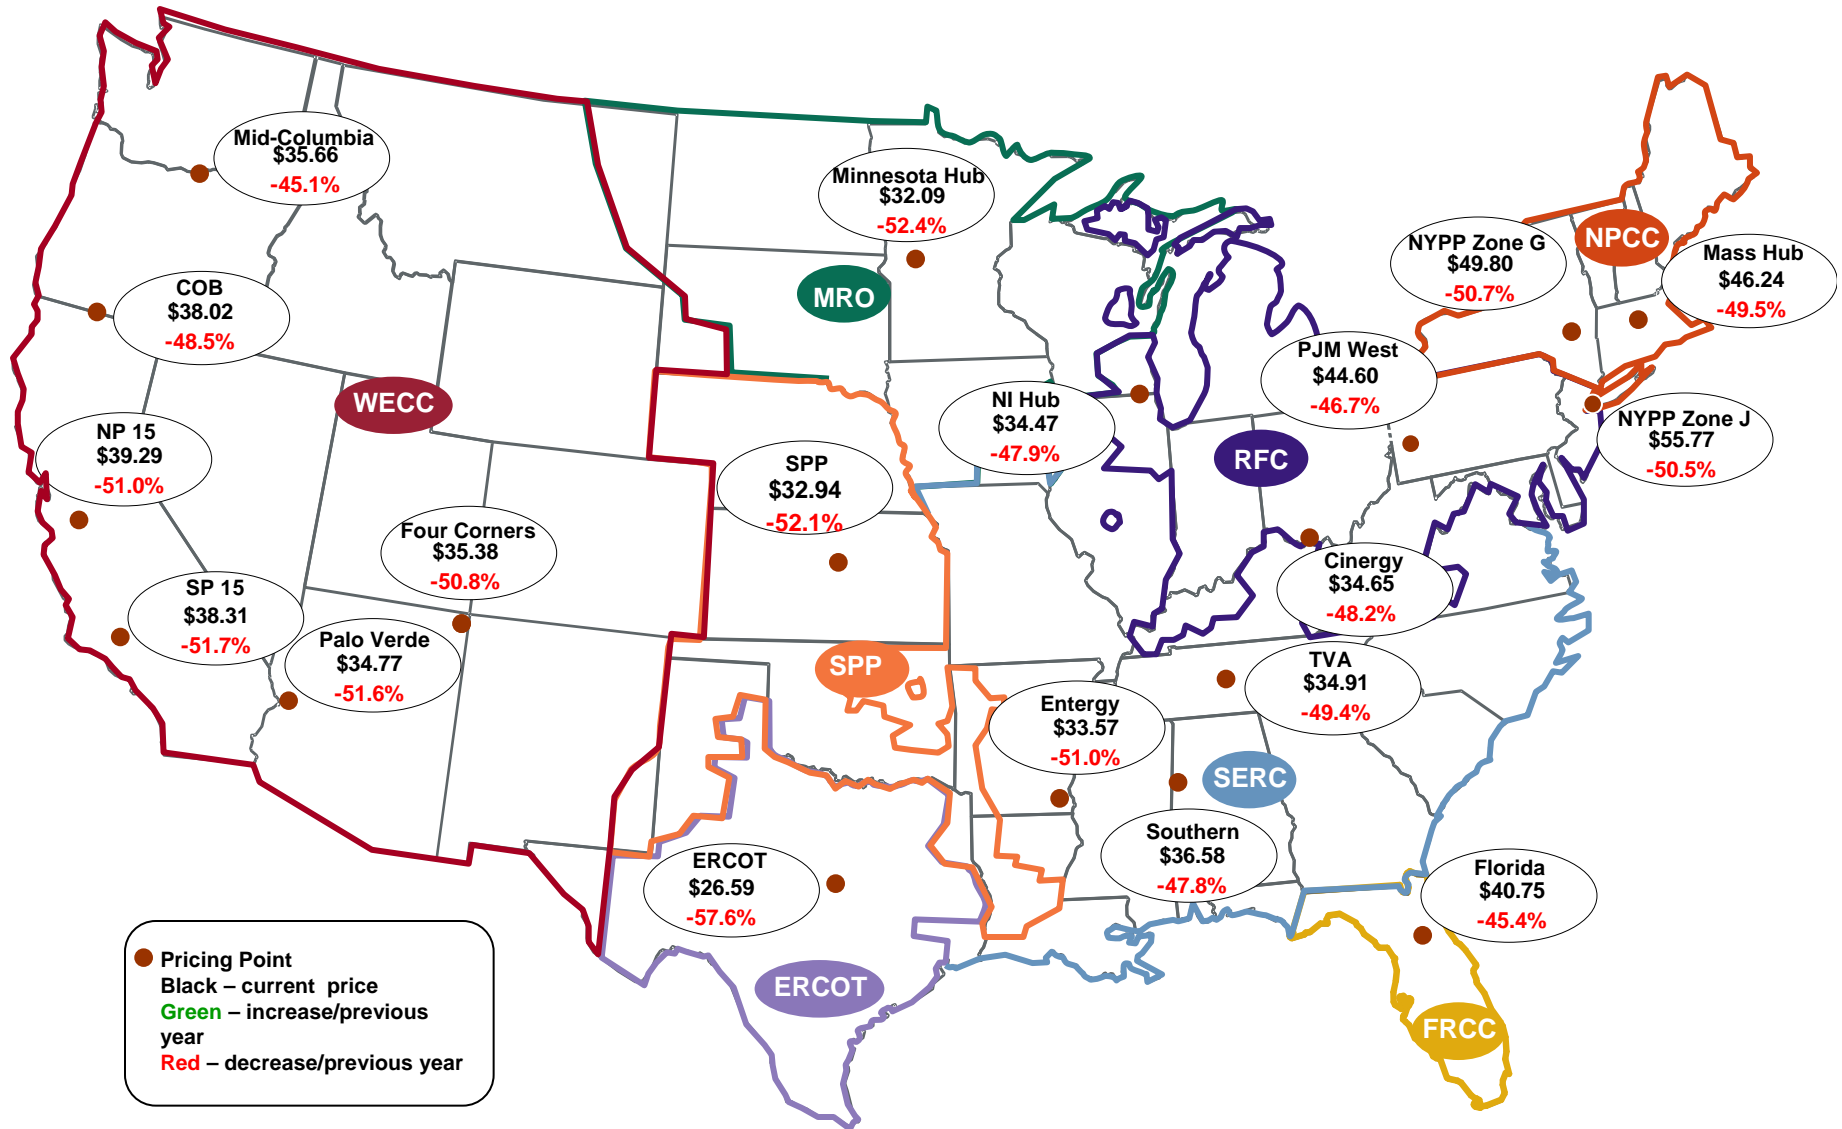 Mid-Columbia
$35.66
-45.1%
Minnesota Hub
$32.09
-52.4%
NYPP Zone G
$49.80
-50.7%
NPCC
Mass Hub
$46.24
-49.5%
COB
$38.02
-48.5%
MRO
PJM West
$44.60
-46.7%
WECC
NI Hub
$34.47
-47.9%
NYPP Zone J
$55.77
-50.5%
NP 15
$39.29
-51.0%
SPP
$32.94
-52.1%
RFC
Four Corners
$35.38
-50.8%
Cinergy
$34.65
-48.2%
SP 15
$38.31
-51.7%
Palo Verde
$34.77
-51.6%
SPP
TVA
$34.91
-49.4%
Entergy
$33.57
-51.0%
SERC
Southern
$36.58
-47.8%
ERCOT
$26.59
-57.6%
Florida
$40.75
-45.4%
ERCOT
FRCC
Pricing Point
Black – current price
Green – increase/previous
year
Red – decrease/previous year